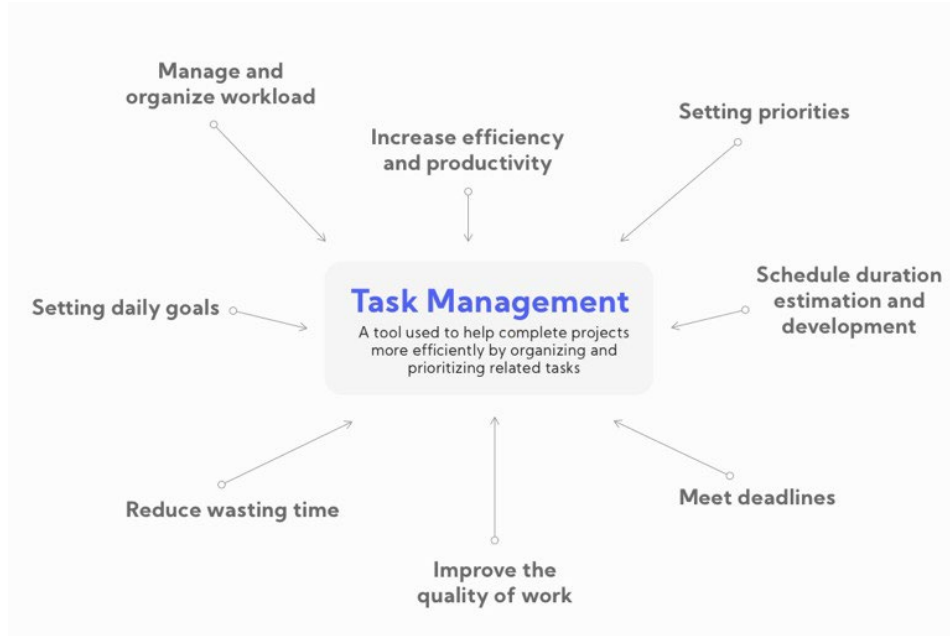 Manage and
organize workload
Increase efficiency
and productivity
Setting priorities
Setting daily goals
Task Management
A tool used to help complete projects
more efficiently by organizing and
prioritizing related tasks
Schedule duration
estimation and
development
Reduce wasting time
Improve the
quality of work
Meet deadlines